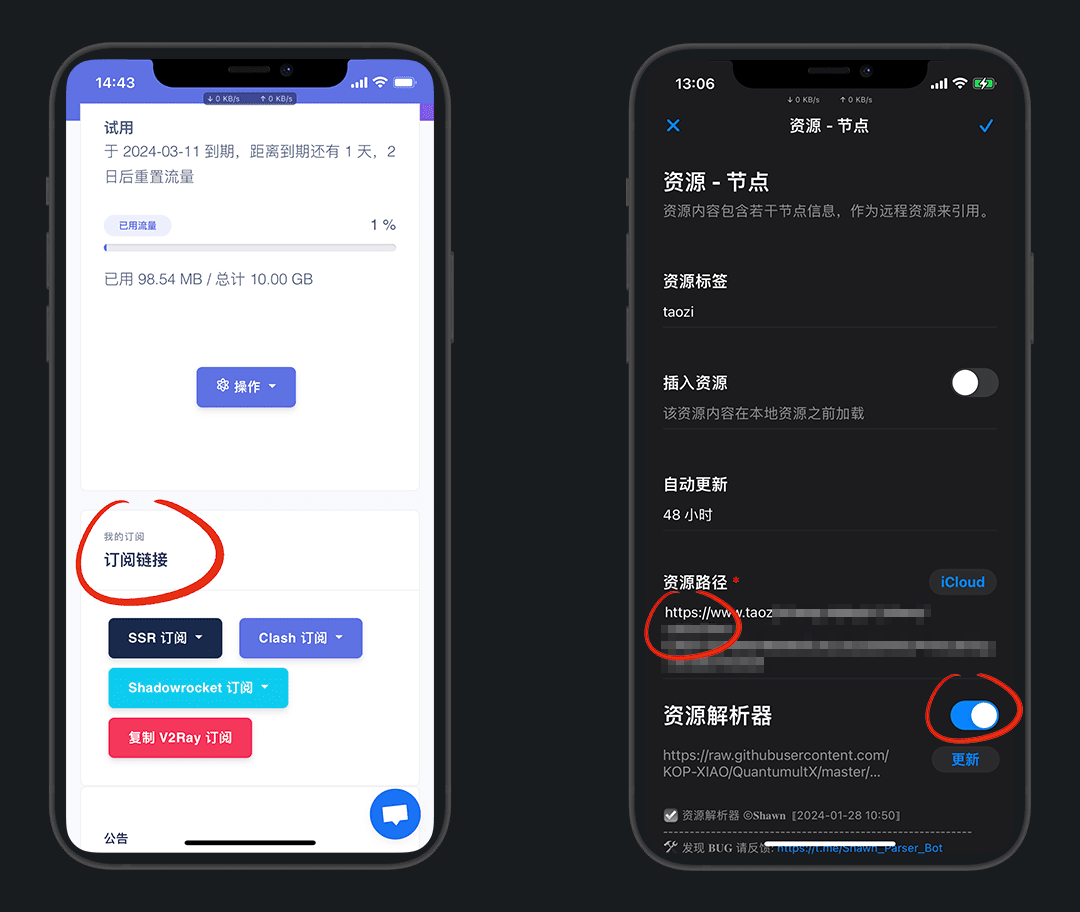 14:43
↓ 0 KB/s ↑ 0 KB/s
试用
于 2024-03-11 到期，距离到期还有 1 天，2
日后重置流量
已用流量 1 %
已用 98.54 MB / 总计 10.00 GB
操作
我的订阅
订阅链接
SSR 订阅 Clash 订阅
Shadowrocket 订阅
复制 V2Ray 订阅
公告
13:06
↓ 0 KB/s ↑ 0 KB/s
资源 - 节点
资源 - 节点
资源内容包含若干节点信息，作为远程资源来引用。
资源标签
taozi
插入资源
该资源内容在本地资源之前加载
自动更新
48 小时
资源路径 * iCloud
https://www.taoz
资源解析器
https://raw.githubusercontent.com/
KOP-XIAO/QuantumultX/master/...
更新
资源解析器 ©Shawn〖2024-01-28 10:50〗
发现 BUG 请反馈: https://t.me/Shawn_Parser_Bot